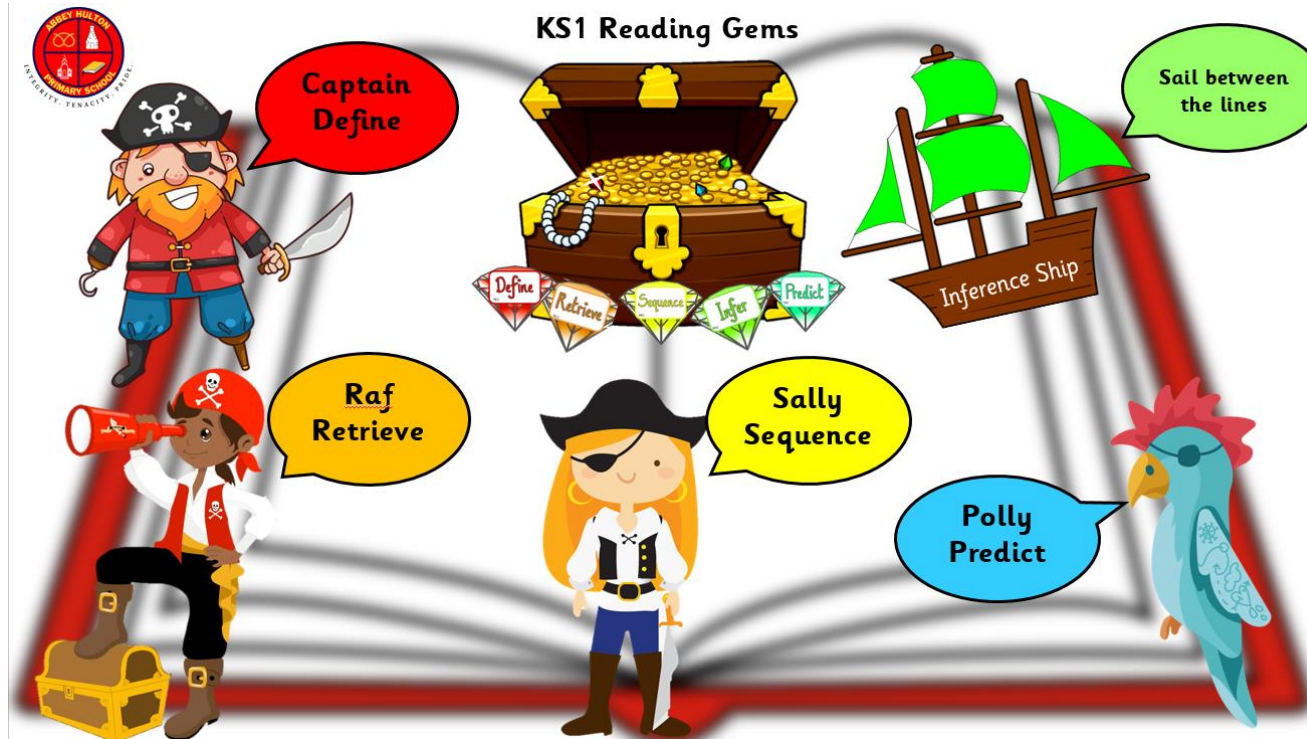 ABBEY HULTON
PRIMARY SCHOOL
INTEGRITY, TENACITY, PRIDE.
KS1 Reading Gems
Captain
Define
Sail between
the lines
Inference Ship
Define
Retrieve
Sequence
Infer
Predict
Raf
Retrieve
Sally
Sequence
Polly
Predict